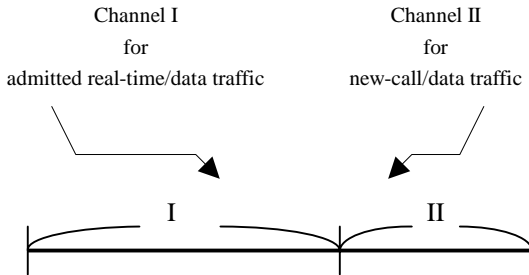 Channel I
for
admitted real-time/data traffic
Channel II
for
new-call/data traffic
I
II